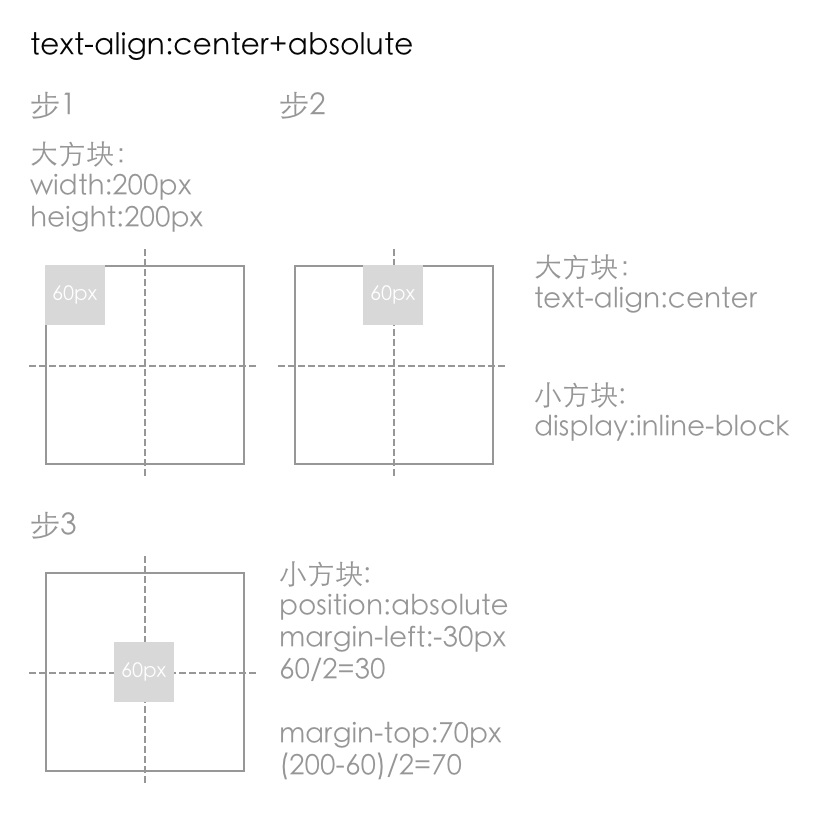 text-align:center+absolute
步1
大方块:
width:200px
height:200px
60px
步2
60px
大方块:
text-align:center
小方块:
display:inline-block
步3
60px
小方块:
position:absolute
margin-left:-30px
60/2=30
margin-top:70px
(200-60)/2=70